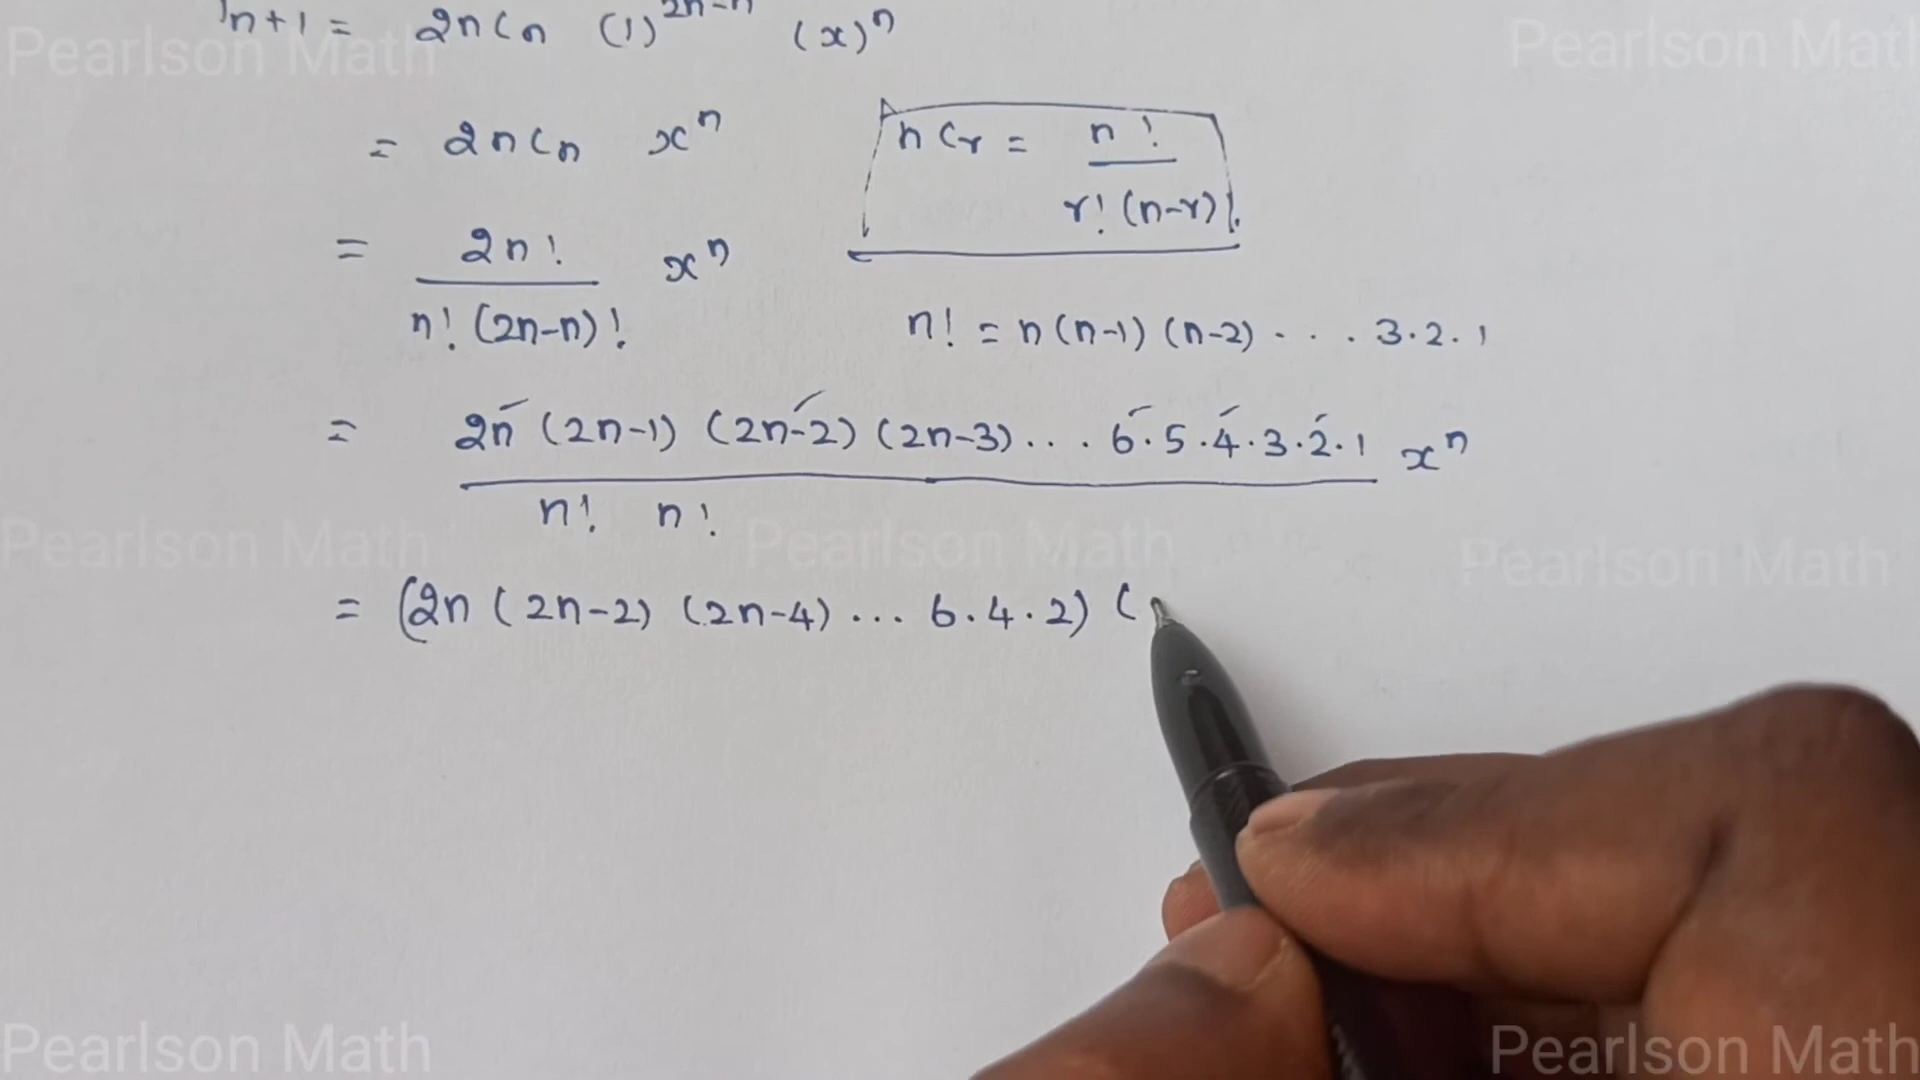 Tn+1 = 2nCn (1)^2n-n (x)^n
Pearlson Math Pearlson Math
= 2nCn x^n
nCr = n! / r!(n-r)!
= 2n! / n!(2n-n)! x^n
n! = n(n-1)(n-2)... 3.2.1
= 2n(2n-1)(2n-2)(2n-3)... 6.5.4.3.2.1 / n! n! x^n
Pearlson Math Pearlson Math Pearlson Math
= (2n(2n-2)(2n-4)... 6.4.2) (
Pearlson Math Pearlson Math